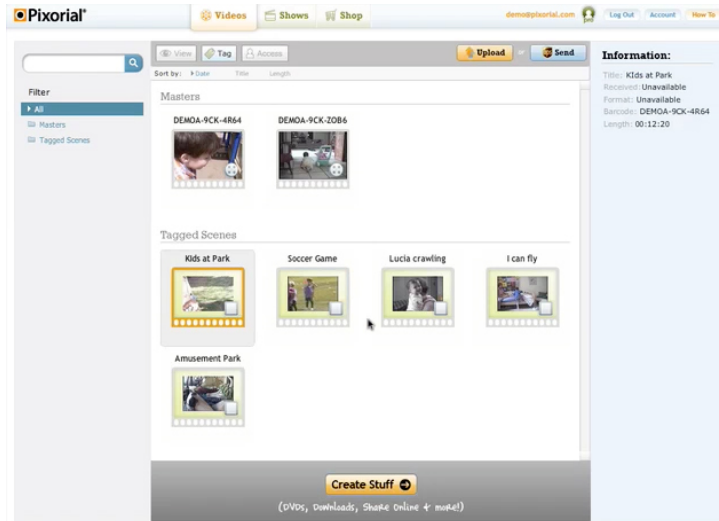 Pixorial®
Videos
Shows
Shop
demo@pixorial.com
Log Out
Account
How To
View
Tag
Access
Upload
or
Send
Sort by:
Date
Title
Length
Filter
All
Masters
Tagged Scenes
Masters
DEMOA-9CK-4R64
DEMOA-9CK-ZOB6
Tagged Scenes
Kids at Park
Soccer Game
Lucia crawling
I can fly
Amusement Park
Create Stuff
(DVDs, Downloads, Share Online & more!)
Information:
Title: KIds at Park
Received: Unavailable
Format: Unavailable
Barcode: DEMOA-9CK-4R64
Length: 00:12:20